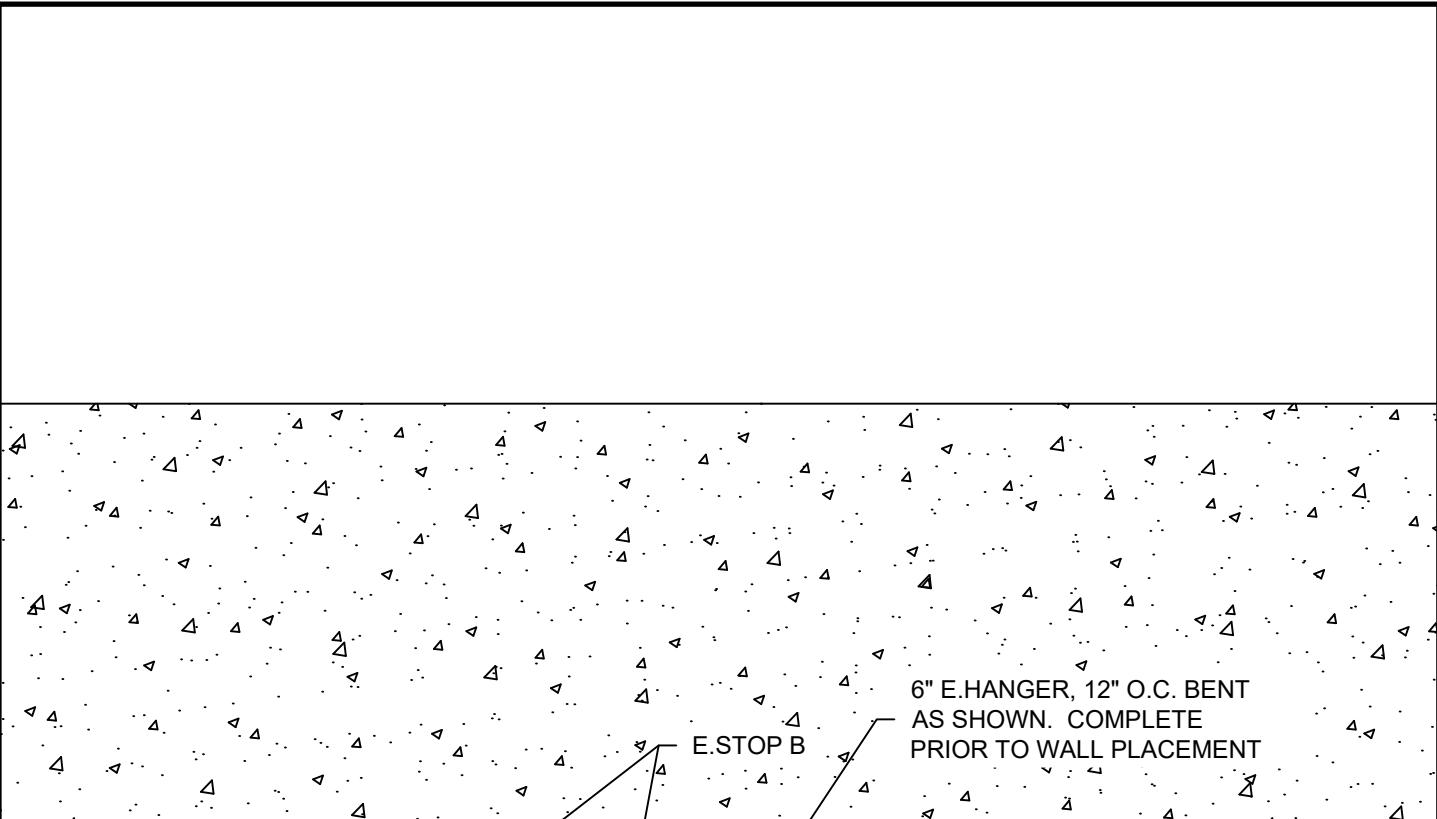 6" E.HANGER, 12" O.C. BENT
AS SHOWN.  COMPLETE
PRIOR TO WALL PLACEMENT
E.STOP B